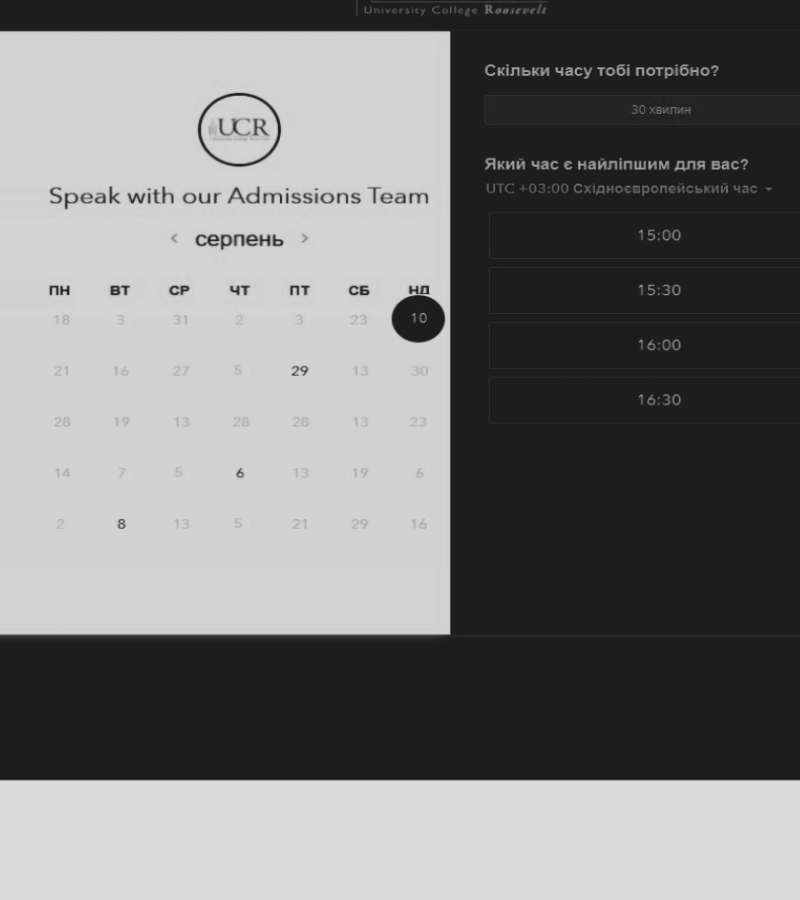 University College Roosevelt
UCR
Speak with our Admissions Team
< серпень >
ПН ВТ СР ЧТ ПТ СБ НД
18 3 31 2 3 23 10
21 16 27 5 29 13 30
28 19 13 28 28 13 23
14 7 5 6 13 19 6
2 8 13 5 21 29 16
Скільки часу тобі потрібно?
30 хвилин
Який час є найліпшим для вас?
UTC +03:00 Східноєвропейський час
15:00
15:30
16:00
16:30